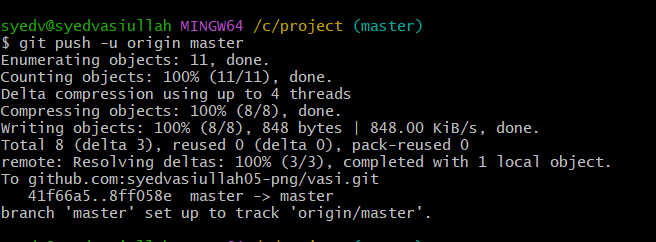 syedv@syedvasiullah MINGW64 /c/project (master)
$ git push -u origin master
Enumerating objects: 11, done.
Counting objects: 100% (11/11), done.
Delta compression using up to 4 threads
Compressing objects: 100% (8/8), done.
Writing objects: 100% (8/8), 848 bytes | 848.00 KiB/s, done.
Total 8 (delta 3), reused 0 (delta 0), pack-reused 0
remote: Resolving deltas: 100% (3/3), completed with 1 local object.
To github.com:syedvasiullah05-png/vasi.git
   41f66a5..8ff058e  master -> master
branch 'master' set up to track 'origin/master'.